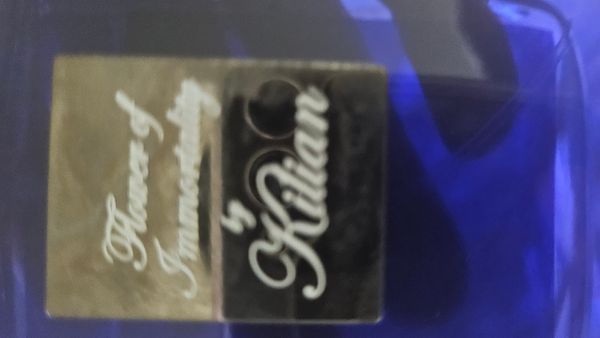 Flower of
Immortality
by
Kilian